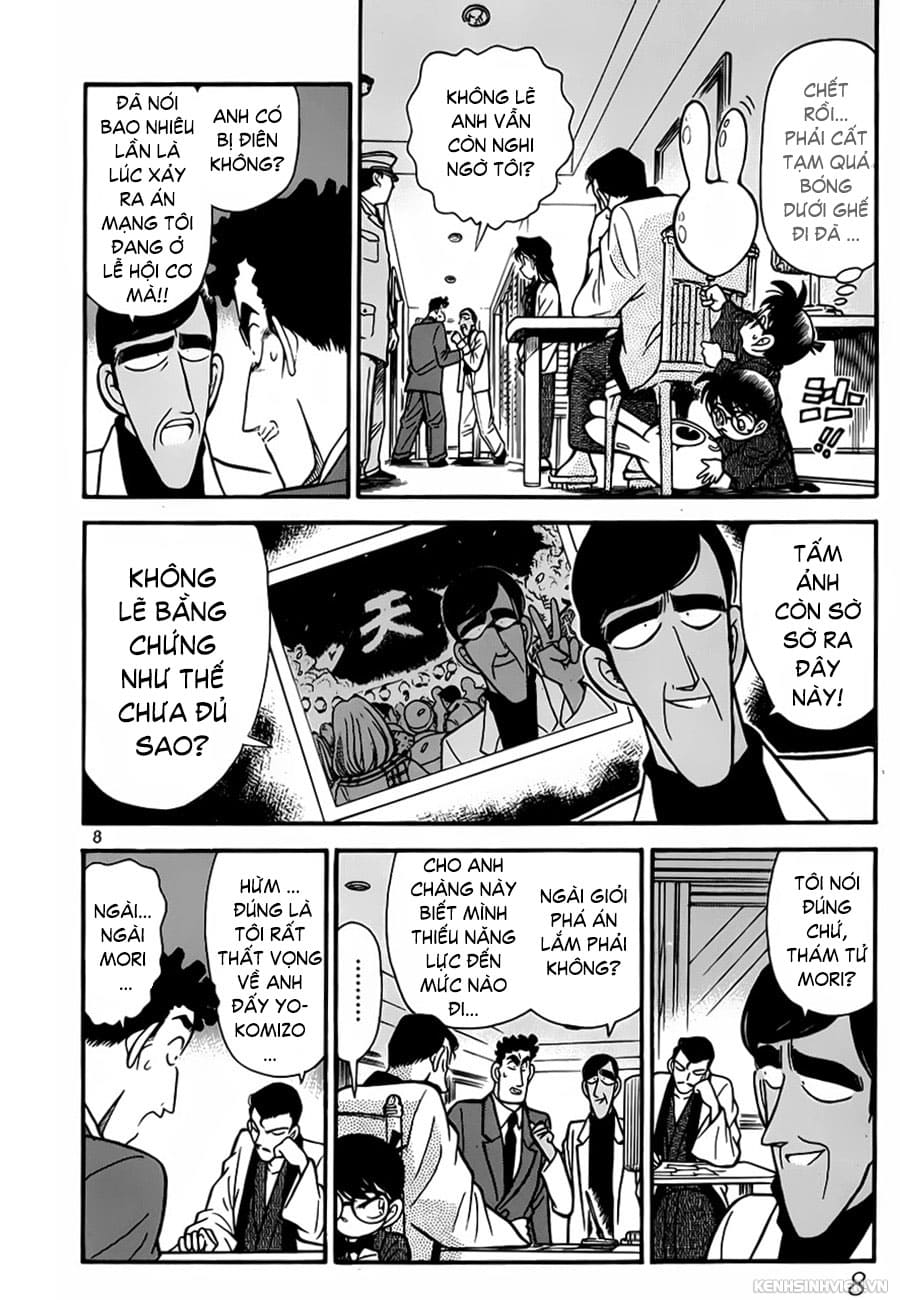 CHẾT
RỒI...
PHẢI CẤT
TẠM QUẢ
BÓNG
DƯỚI GHẾ
ĐI ĐÃ ...
KHÔNG LẼ
ANH VẪN
CÒN NGHI
NGỜ TÔI?
ANH CÓ
BỊ ĐIÊN
KHÔNG?
ĐÃ NÓI
BAO NHIÊU
LẦN LÀ
LÚC XẢY
RA ÁN
MẠNG TÔI
ĐANG Ở
LỄ HỘI CƠ
MÀ!!
TẤM
ẢNH
CÒN SỜ
SỜ RA
ĐÂY
NÀY!
天
KHÔNG
LẼ BẰNG
CHỨNG
NHƯ THẾ
CHƯA ĐỦ
SAO?
8
TÔI NÓI
ĐÚNG
CHỨ,
THÁM TỬ
MORI?
NGÀI GIỎI
PHÁ ÁN
LẮM PHẢI
KHÔNG?
CHO ANH
CHÀNG NÀY
BIẾT MÌNH
THIẾU NĂNG
LỰC ĐẾN
MỨC NÀO
ĐI...
.........
HỪM ...
ĐÚNG LÀ
TÔI RẤT
THẤT VỌNG
VỀ ANH
ĐẤY YO-
KOMIZO
...
NGÀI...
NGÀI
MORI
...
8
KENHSINHVIEN.VN